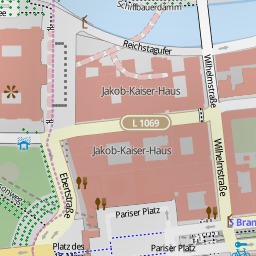 Schiffbauerdamm
Reichstagufer
Wilhelmstraße
Jakob-Kaiser-Haus
L 1069
Jakob-Kaiser-Haus
Ebertstraße
Wilhelmstraße
Pariser Platz
S Bran
Platz des
Pariser Platz